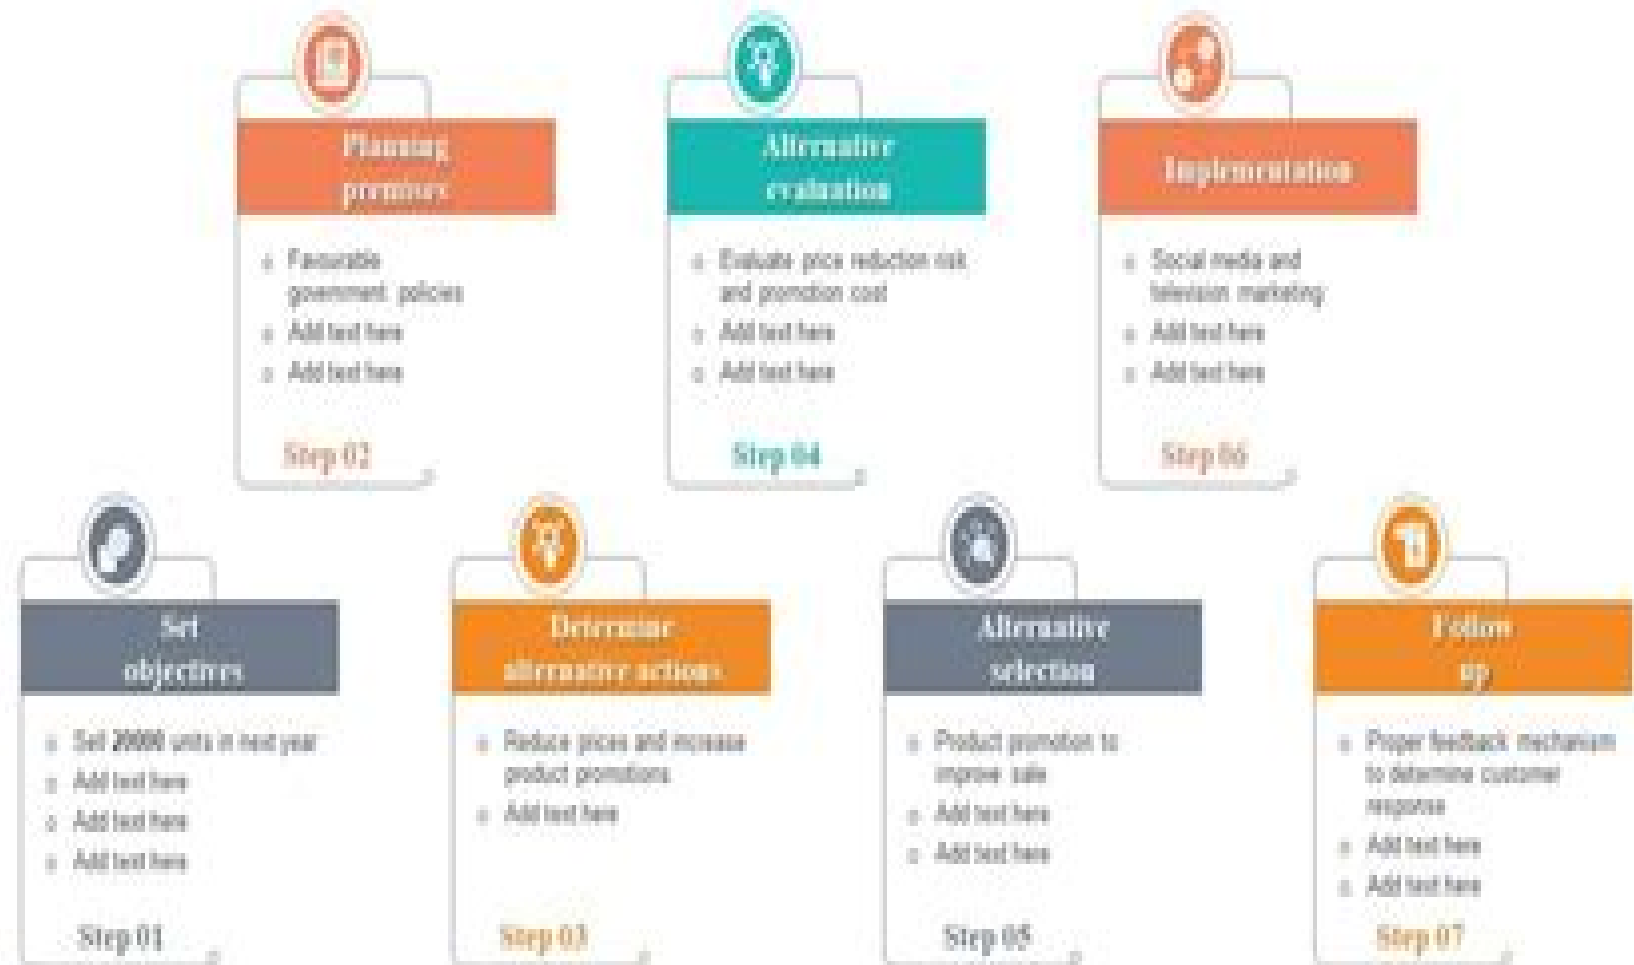 Planning
premises
Favourable
government policies
Add text here
Add text here
Step 02
Alternative
evaluation
Evaluate price reduction risk
and promotion cost
Add text here
Add text here
Step 04
Implementation
Social media and
television marketing
Add text here
Add text here
Step 06
Set
objectives
Sell 20000 units in next year
Add text here
Add text here
Add text here
Step 01
Determine
alternative actions
Reduce prices and increase
product promotions
Add text here
Step 03
Alternative
selection
Product promotion to
improve sale
Add text here
Add text here
Step 05
Follow
up
Proper feedback mechanism
to determine customer
response
Add text here
Add text here
Step 07